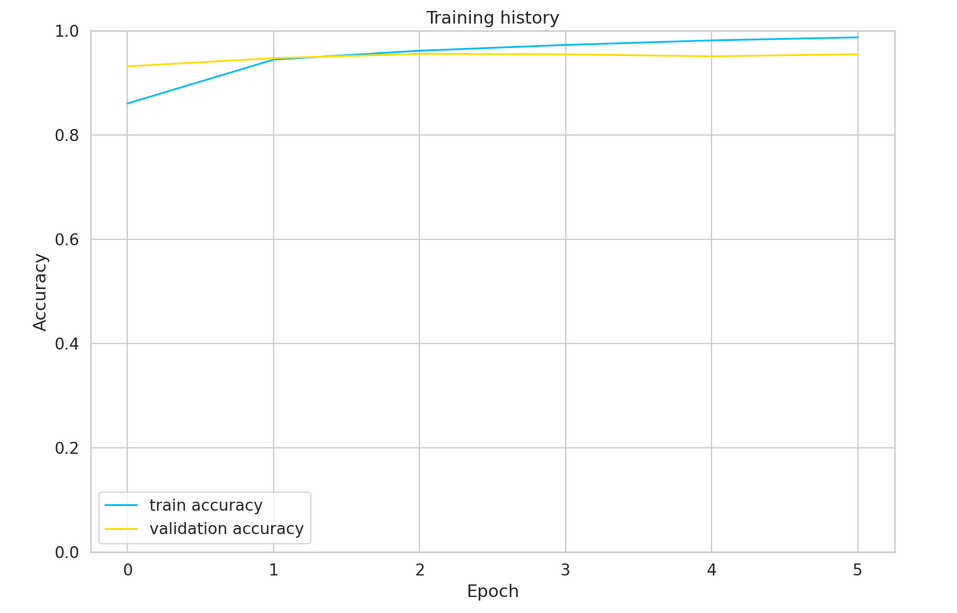 Training history
1.0
0.8
0.6
0.4
0.2
0.0
Accuracy
train accuracy
validation accuracy
0 1 2 3 4 5
Epoch